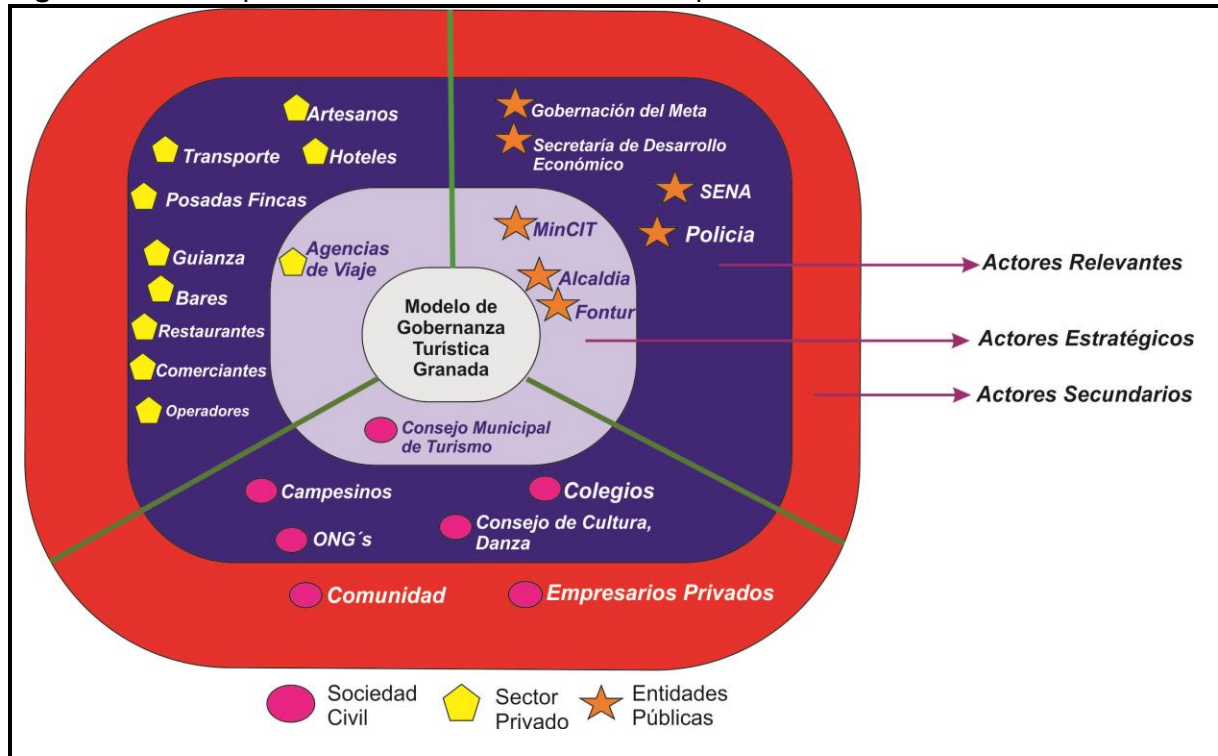 Artesanos
Gobernación del Meta
Transporte
Hoteles
Secretaría de Desarrollo
Económico
Posadas Fincas
SENA
MinCIT
Policia
Guianza
Agencias
de Viaje
Actores Relevantes
Bares
Alcaldia
Fontur
Modelo de
Gobernanza
Turística
Granada
Restaurantes
Actores Estratégicos
Comerciantes
Actores Secundarios
Operadores
Consejo Municipal
de Turismo
Campesinos
Colegios
ONG´s
Consejo de Cultura,
Danza
Comunidad
Empresarios Privados
Sociedad
Civil
Sector
Privado
Entidades
Públicas